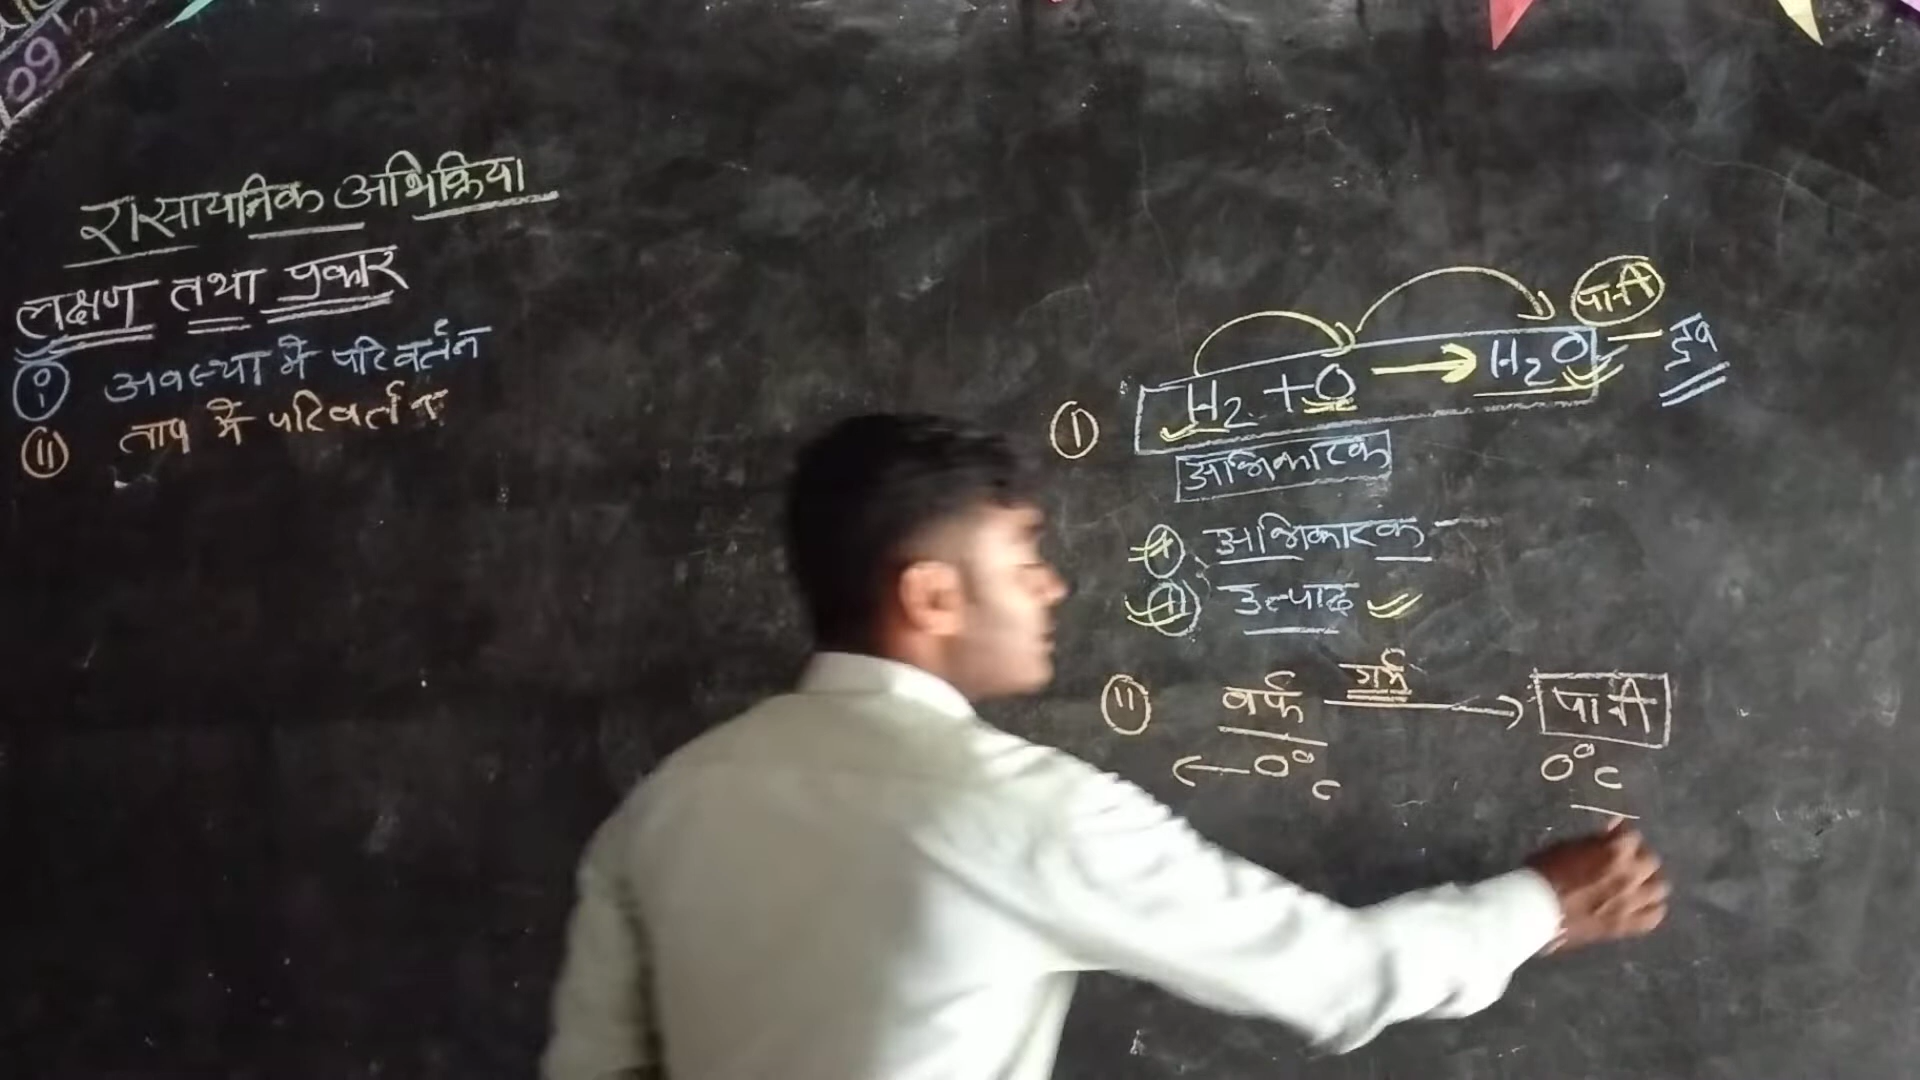 09
रासायनिक अभिक्रिया
लक्षण तथा प्रकार
(i) अवस्था में परिवर्तन
(ii) ताप में परिवर्तन
पानी
(I) H₂ + O → H₂O द्रव
अभिकारक
अभिकारक
उत्पाद
(II) बर्फ गर्म → पानी
← 0°c 0°c